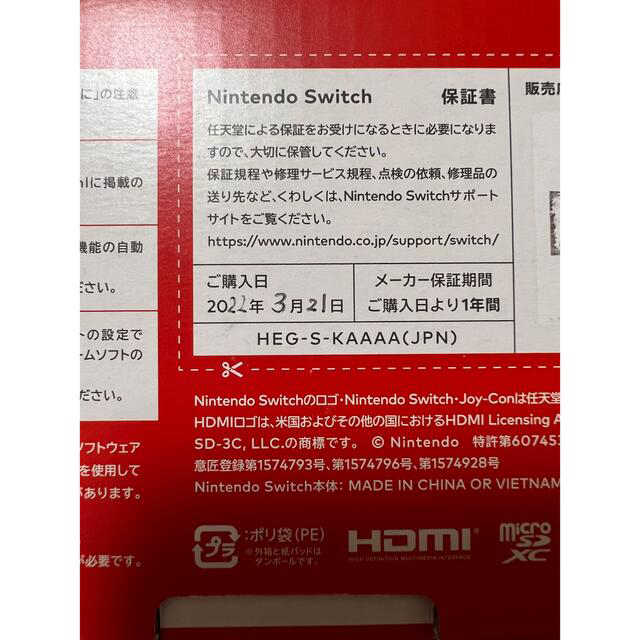 に」の注意
nlに掲載の
機能の自動
ださい。
トの設定で
ームソフトの
ださい。
ソフトウェア
を使用して
があります。
が必要です。
Nintendo Switch 保証書
任天堂による保証をお受けになるときに必要になりま
すので、大切に保管してください。
保証規程や修理サービス規程、点検の依頼、修理品の
送り先など、くわしくは、Nintendo Switchサポート
サイトをご覧ください。
https://www.nintendo.co.jp/support/switch/
ご購入日
2022年 3月21日
メーカー保証期間
ご購入日より1年間
HEG-S-KAAAA(JPN)
販売店
Nintendo Switchのロゴ・Nintendo Switch・Joy-Conは任天堂
HDMIロゴは、米国およびその他の国におけるHDMI Licensing A
SD-3C, LLC.の商標です。 © Nintendo 特許第607453
意匠登録第1574793号、第1574796号、第1574928号
Nintendo Switch本体: MADE IN CHINA OR VIETNAM
プラ
:ポリ袋(PE)
※外箱と紙パッドは
ダンボールです。
HDMI
HIGH-DEFINITION MULTIMEDIA INTERFACE
micro
SD
XC